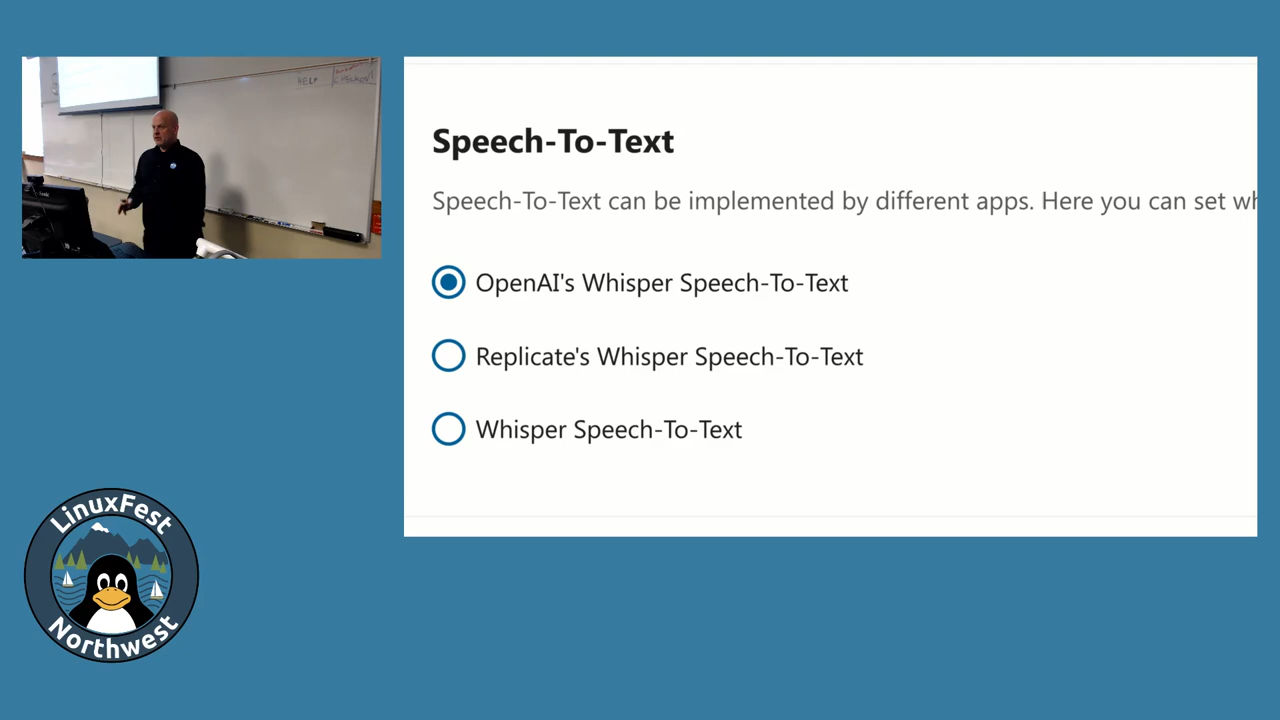 HELP
Speech-To-Text
Speech-To-Text can be implemented by different apps. Here you can set wh
OpenAI's Whisper Speech-To-Text
Replicate's Whisper Speech-To-Text
Whisper Speech-To-Text
LinuxFest
Northwest